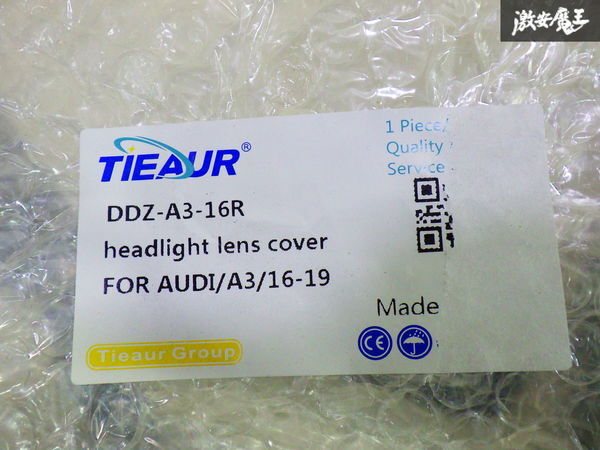 激安魔王
TIEAUR®
1 Piece/
Quality
Service
DDZ-A3-16R
headlight lens cover
FOR AUDI/A3/16-19
Made
Tieaur Group
CE